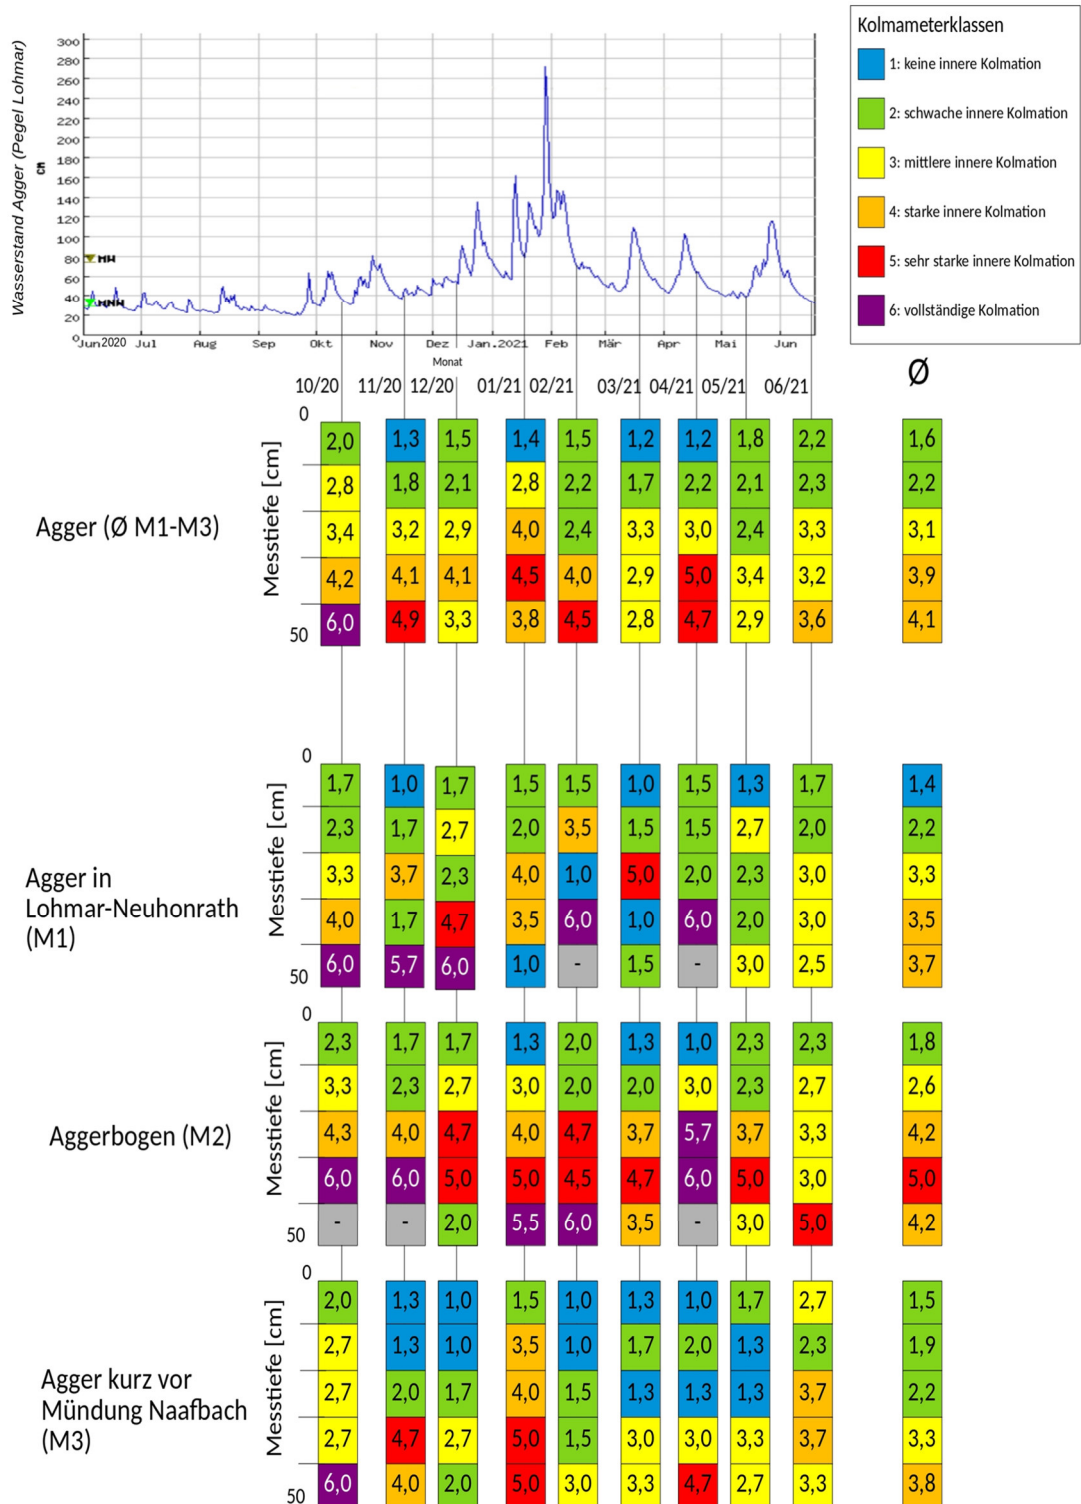 Wasserstand Agger (Pegel Lohmar)
CM
300
280
260
240
220
200
180
160
140
120
100
80
60
40
20
0
MW
MNW
Jun2020 Jul Aug Sep Okt Nov Dez Jan.2021 Feb Mär Apr Mai Jun
Monat
Kolmameterklassen
1: keine innere Kolmation
2: schwache innere Kolmation
3: mittlere innere Kolmation
4: starke innere Kolmation
5: sehr starke innere Kolmation
6: vollständige Kolmation
Ø
10/20 11/20 12/20 01/21 02/21 03/21 04/21 05/21 06/21
Agger (Ø M1-M3)
Messtiefe [cm]
0
50
2,0 1,3 1,5 1,4 1,5 1,2 1,2 1,8 2,2 1,6
2,8 1,8 2,1 2,8 2,2 1,7 2,2 2,1 2,3 2,2
3,4 3,2 2,9 4,0 2,4 3,3 3,0 2,4 3,3 3,1
4,2 4,1 4,1 4,5 4,0 2,9 5,0 3,4 3,2 3,9
6,0 4,9 3,3 3,8 4,5 2,8 4,7 2,9 3,6 4,1
Agger in
Lohmar-Neuhonrath
(M1)
Messtiefe [cm]
0
50
1,7 1,0 1,7 1,5 1,5 1,0 1,5 1,3 1,7 1,4
2,3 1,7 2,7 2,0 3,5 1,5 1,5 2,7 2,0 2,2
3,3 3,7 2,3 4,0 1,0 5,0 2,0 2,3 3,0 3,3
4,0 1,7 4,7 3,5 6,0 1,0 6,0 2,0 3,0 3,5
6,0 5,7 6,0 1,0 - 1,5 - 3,0 2,5 3,7
Aggerbogen (M2)
Messtiefe [cm]
0
50
2,3 1,7 1,7 1,3 2,0 1,3 1,0 2,3 2,3 1,8
3,3 2,3 2,7 3,0 2,0 2,0 3,0 2,3 2,7 2,6
4,3 4,0 4,7 4,0 4,7 3,7 5,7 3,7 3,3 4,2
6,0 6,0 5,0 5,0 4,5 4,7 6,0 5,0 3,0 5,0
- - 2,0 5,5 6,0 3,5 - 3,0 5,0 4,2
Agger kurz vor
Mündung Naafbach
(M3)
Messtiefe [cm]
0
50
2,0 1,3 1,0 1,5 1,0 1,3 1,0 1,7 2,7 1,5
2,7 1,3 1,0 3,5 1,0 1,7 2,0 1,3 2,3 1,9
2,7 2,0 1,7 4,0 1,5 1,3 1,3 1,3 3,7 2,2
2,7 4,7 2,7 5,0 1,5 3,0 3,0 3,3 3,7 3,3
6,0 4,0 2,0 5,0 3,0 3,3 4,7 2,7 3,3 3,8